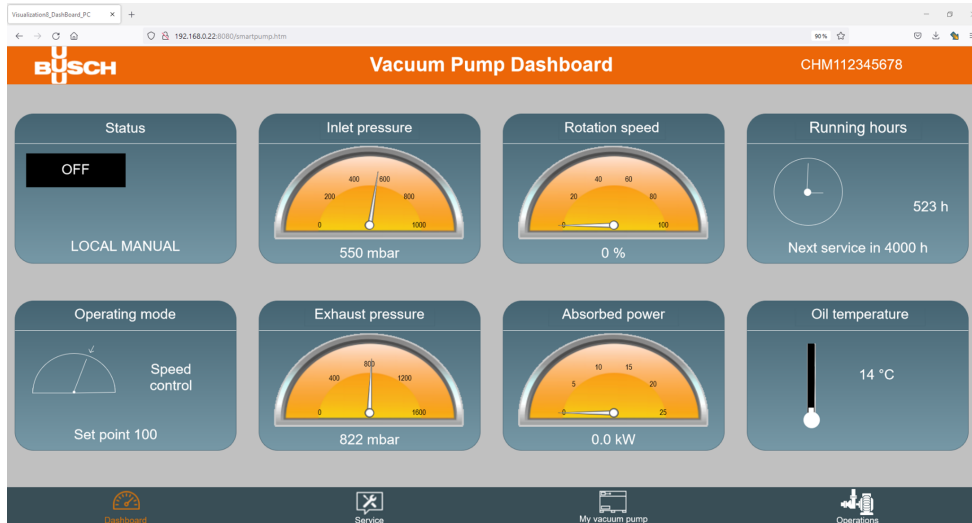 Visualization8_DashBoard_PC
192.168.0.22:8080/smartpump.htm
90 %
BUSCH
Vacuum Pump Dashboard
CHM112345678
Status
OFF
LOCAL MANUAL
Inlet pressure
0 200 400 600 800 1000
550 mbar
Rotation speed
0 20 40 60 80 100
0 %
Running hours
523 h
Next service in 4000 h
Operating mode
Speed
control
Set point 100
Exhaust pressure
0 400 800 1200 1600
822 mbar
Absorbed power
0 5 10 15 20 25
0.0 kW
Oil temperature
14 °C
Dashboard
Service
My vacuum pump
Operations